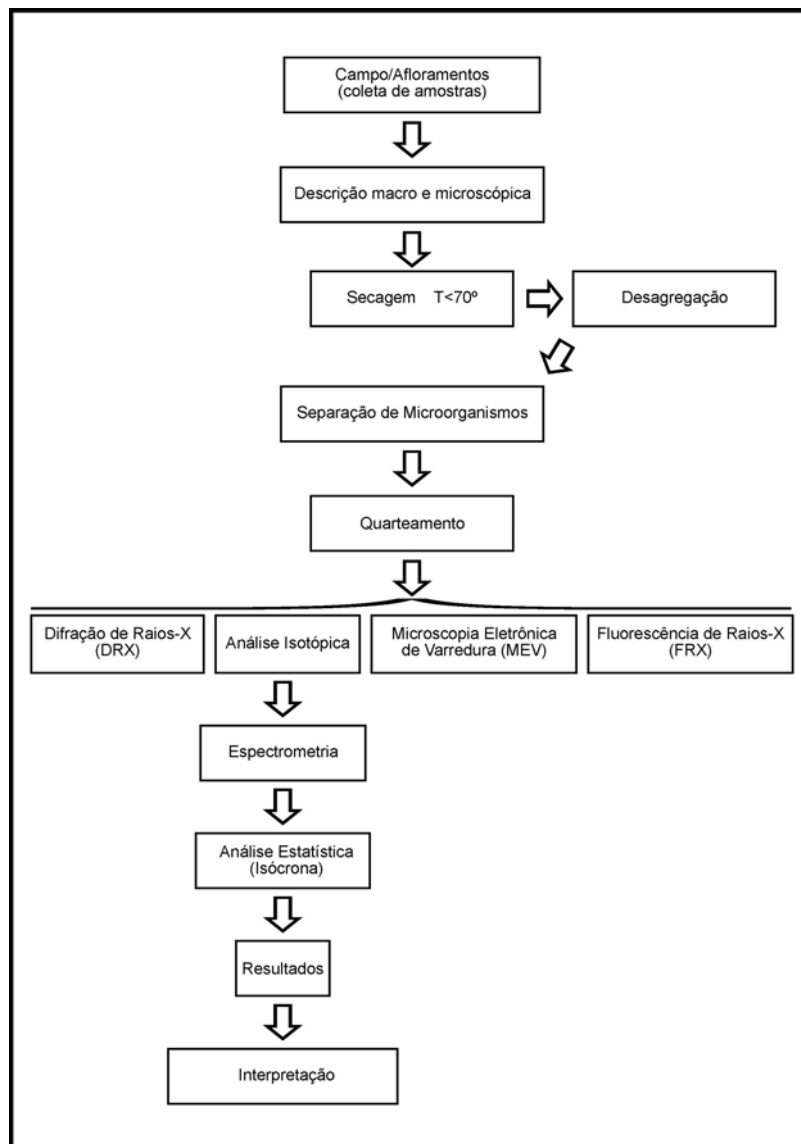 Campo/Afloramentos
(coleta de amostras)
Descrição macro e microscópica
Secagem T<70º
Desagregação
Separação de Microorganismos
Quarteamento
Difração de Raios-X
(DRX)
Análise Isotópica
Microscopia Eletrônica
de Varredura (MEV)
Fluorescência de Raios-X
(FRX)
Espectrometria
Análise Estatística
(Isócrona)
Resultados
Interpretação